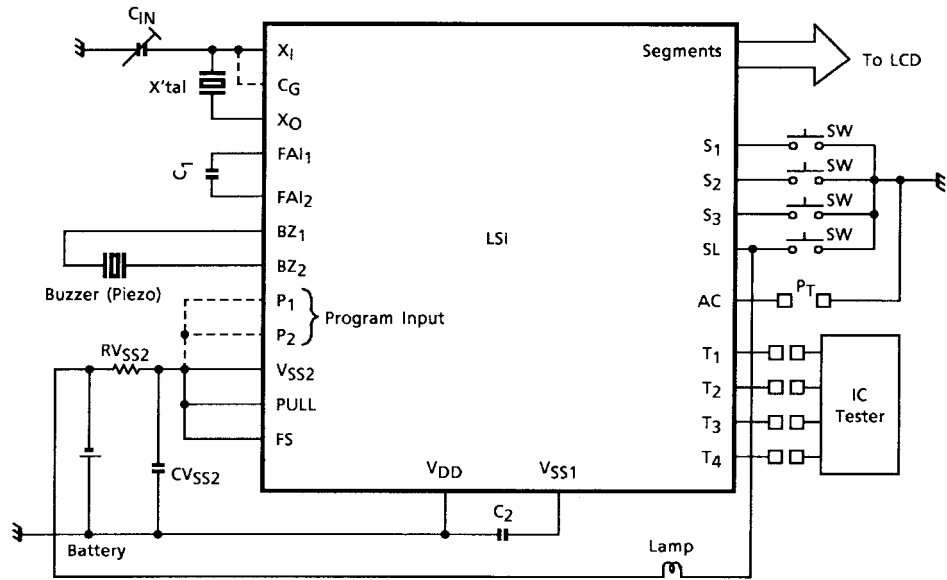 CIN
XI
Segments
To LCD
X'tal
CG
XO
FAI1
C1
FAI2
BZ1
LSi
BZ2
Buzzer (Piezo)
P1
Program Input
P2
RVSS2
VSS2
PULL
FS
CVSS2
VDD
VSS1
C2
Battery
Lamp
S1
SW
S2
SW
S3
SW
SL
SW
AC
PT
T1
T2
IC
Tester
T3
T4